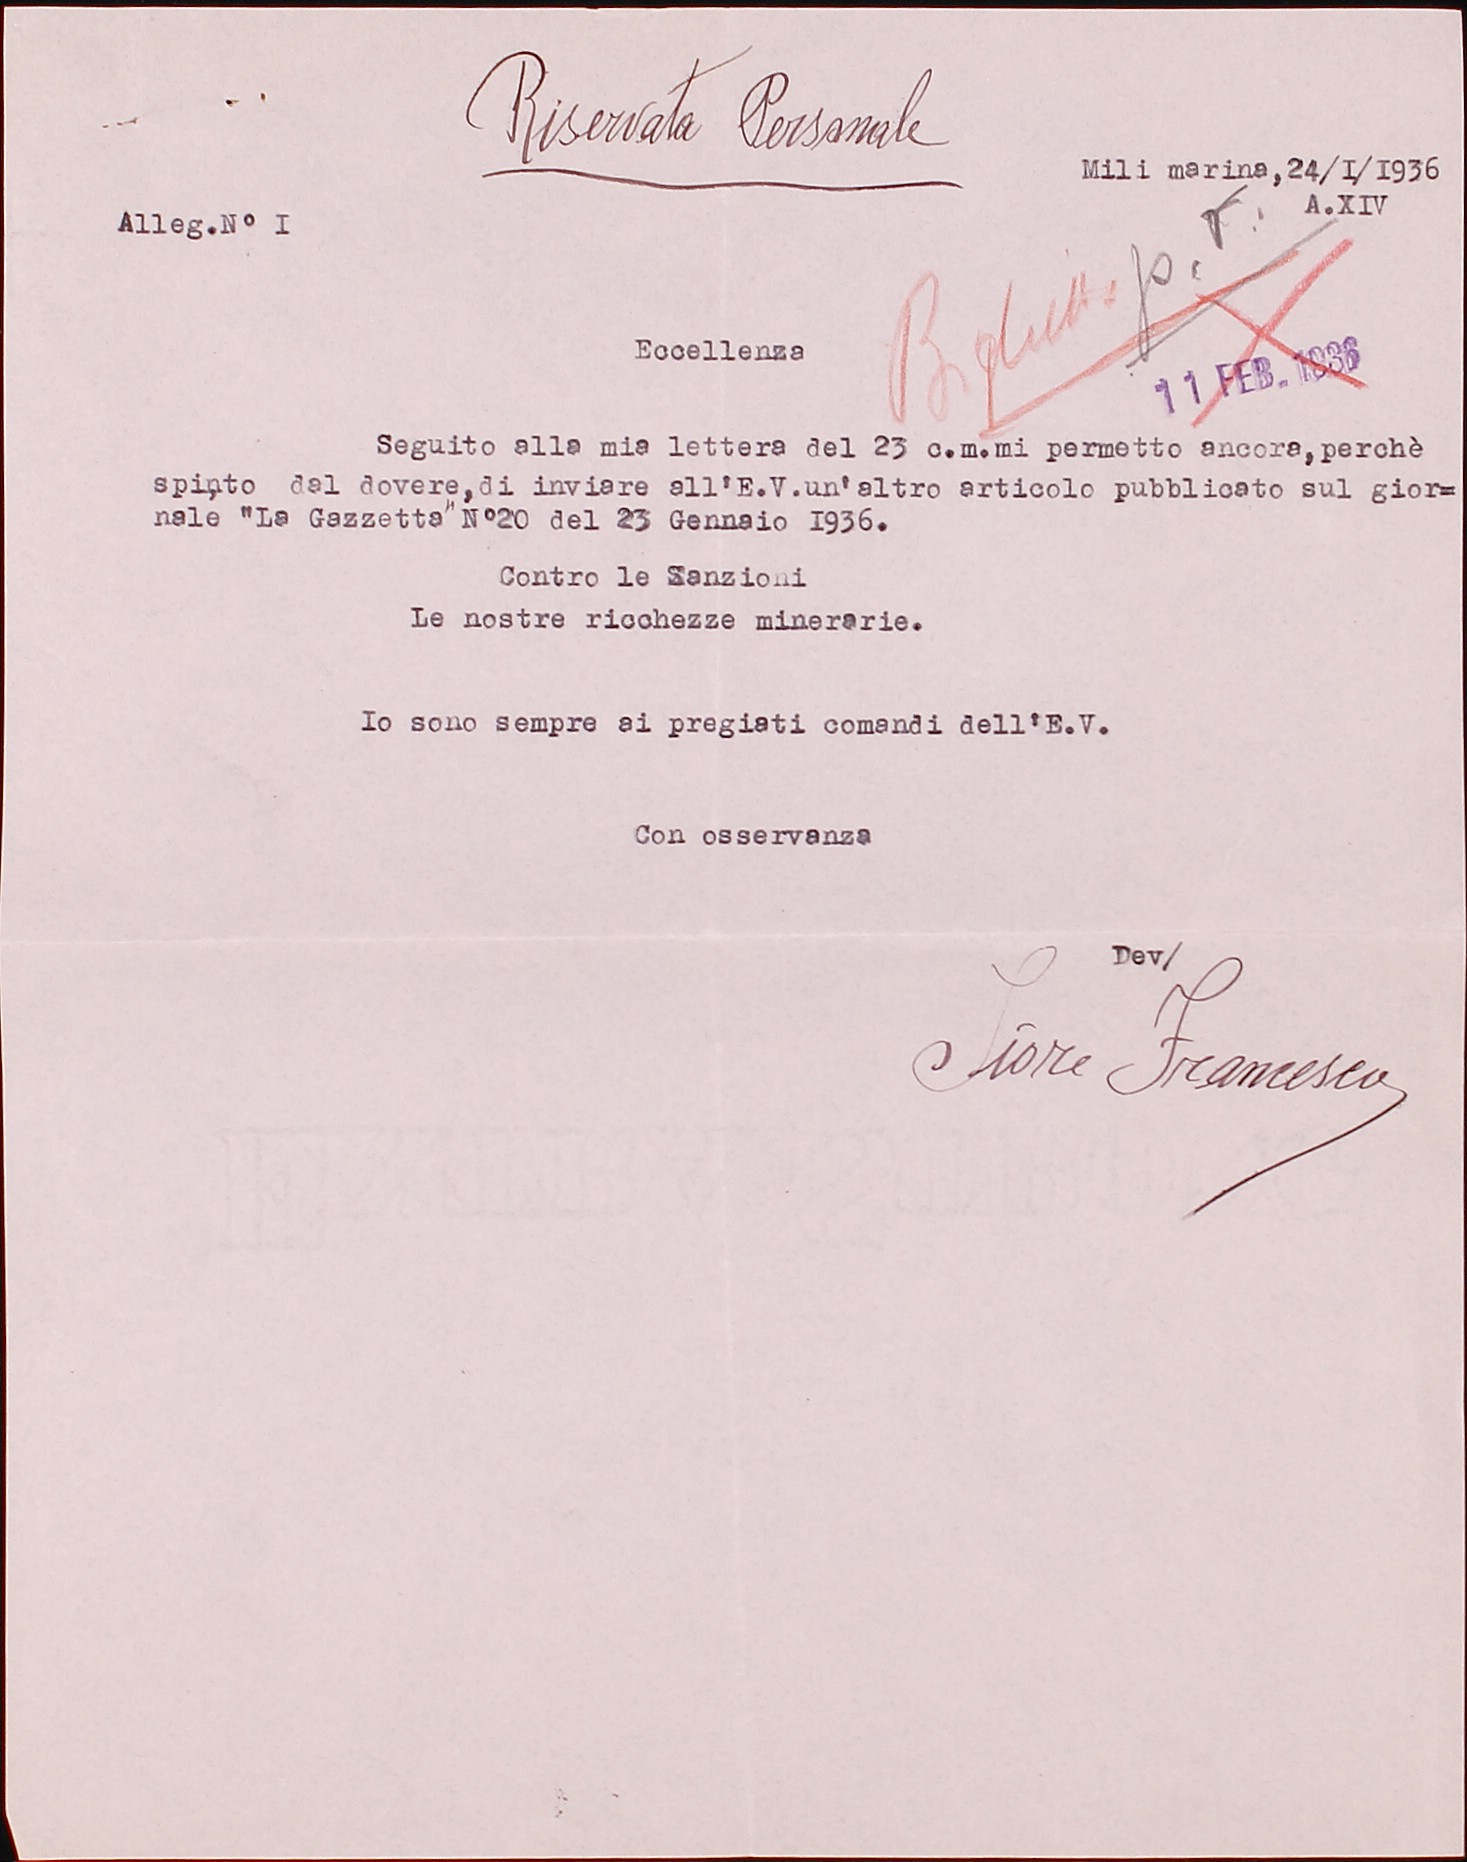 Riservata Personale
Mili marina,24/I/I936
A.XIV
Alleg.N° I
Biglietto p.r.
11 FEB. 1936
Eccellenza
Seguito alla mia lettera del 23 c.m.mi permetto ancora,perchè
spinto dal dovere,di inviare all'E.V.un'altro articolo pubblicato sul gior=
nale "La Gazzetta" N°20 del 23 Gennaio I936.
Contro le Sanzioni
Le nostre ricchezze minerarie.
Io sono sempre ai pregiati comandi dell'E.V.
Con osservanza
Dev/
Fiore Francesco